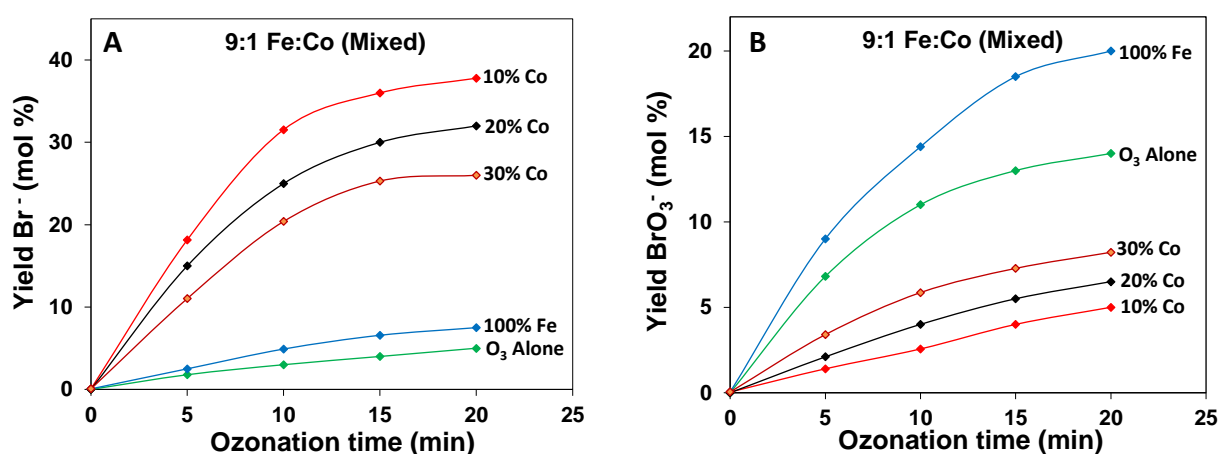 A
9:1 Fe:Co (Mixed)
Yield Br - (mol %)
40
30
20
10
0
10% Co
20% Co
30% Co
100% Fe
O3 Alone
0 5 10 15 20 25
Ozonation time (min)
B
9:1 Fe:Co (Mixed)
Yield BrO3- (mol %)
20
15
10
5
0
100% Fe
O3 Alone
30% Co
20% Co
10% Co
0 5 10 15 20 25
Ozonation time (min)